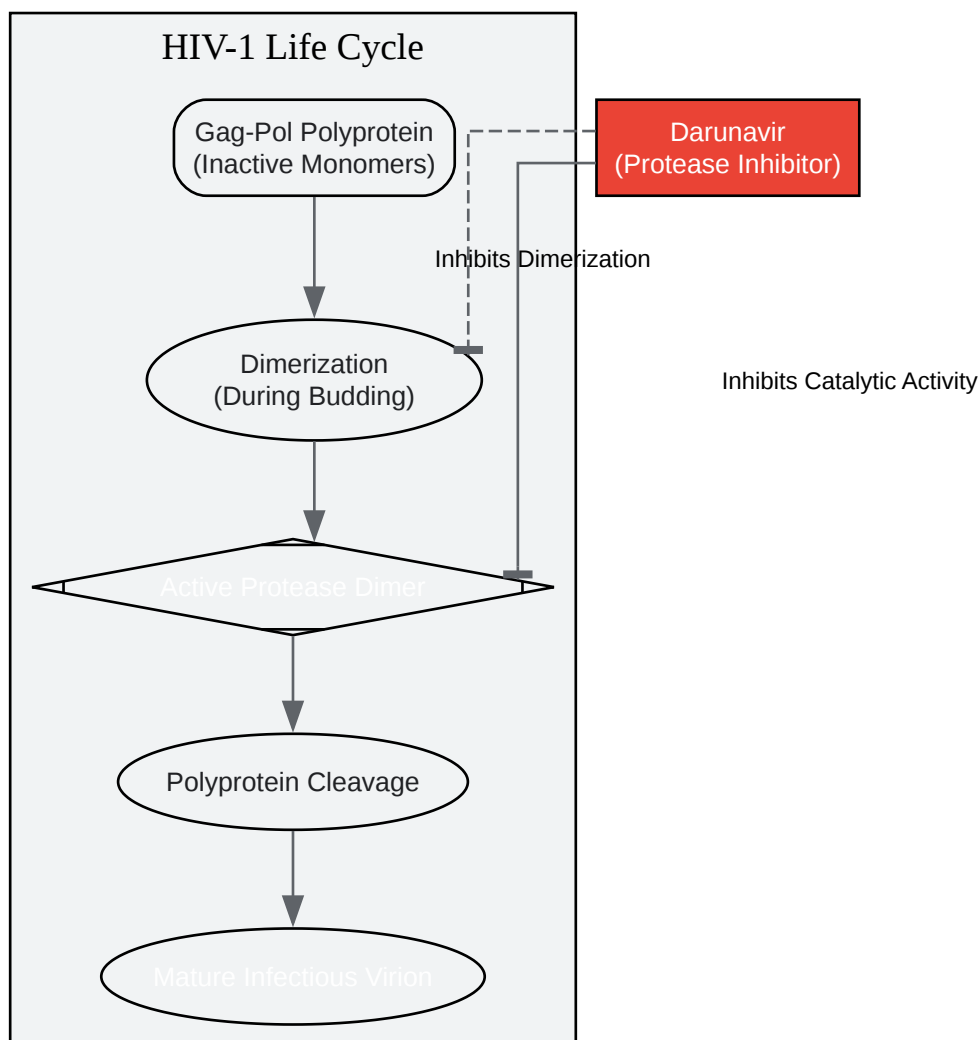 HIV-1 Life Cycle
Gag-Pol Polyprotein
(Inactive Monomers)
Darunavir
(Protease Inhibitor)
Inhibits Dimerization
Dimerization
(During Budding)
Inhibits Catalytic Activity
Active Protease Dimer
Polyprotein Cleavage
Mature Infectious Virion